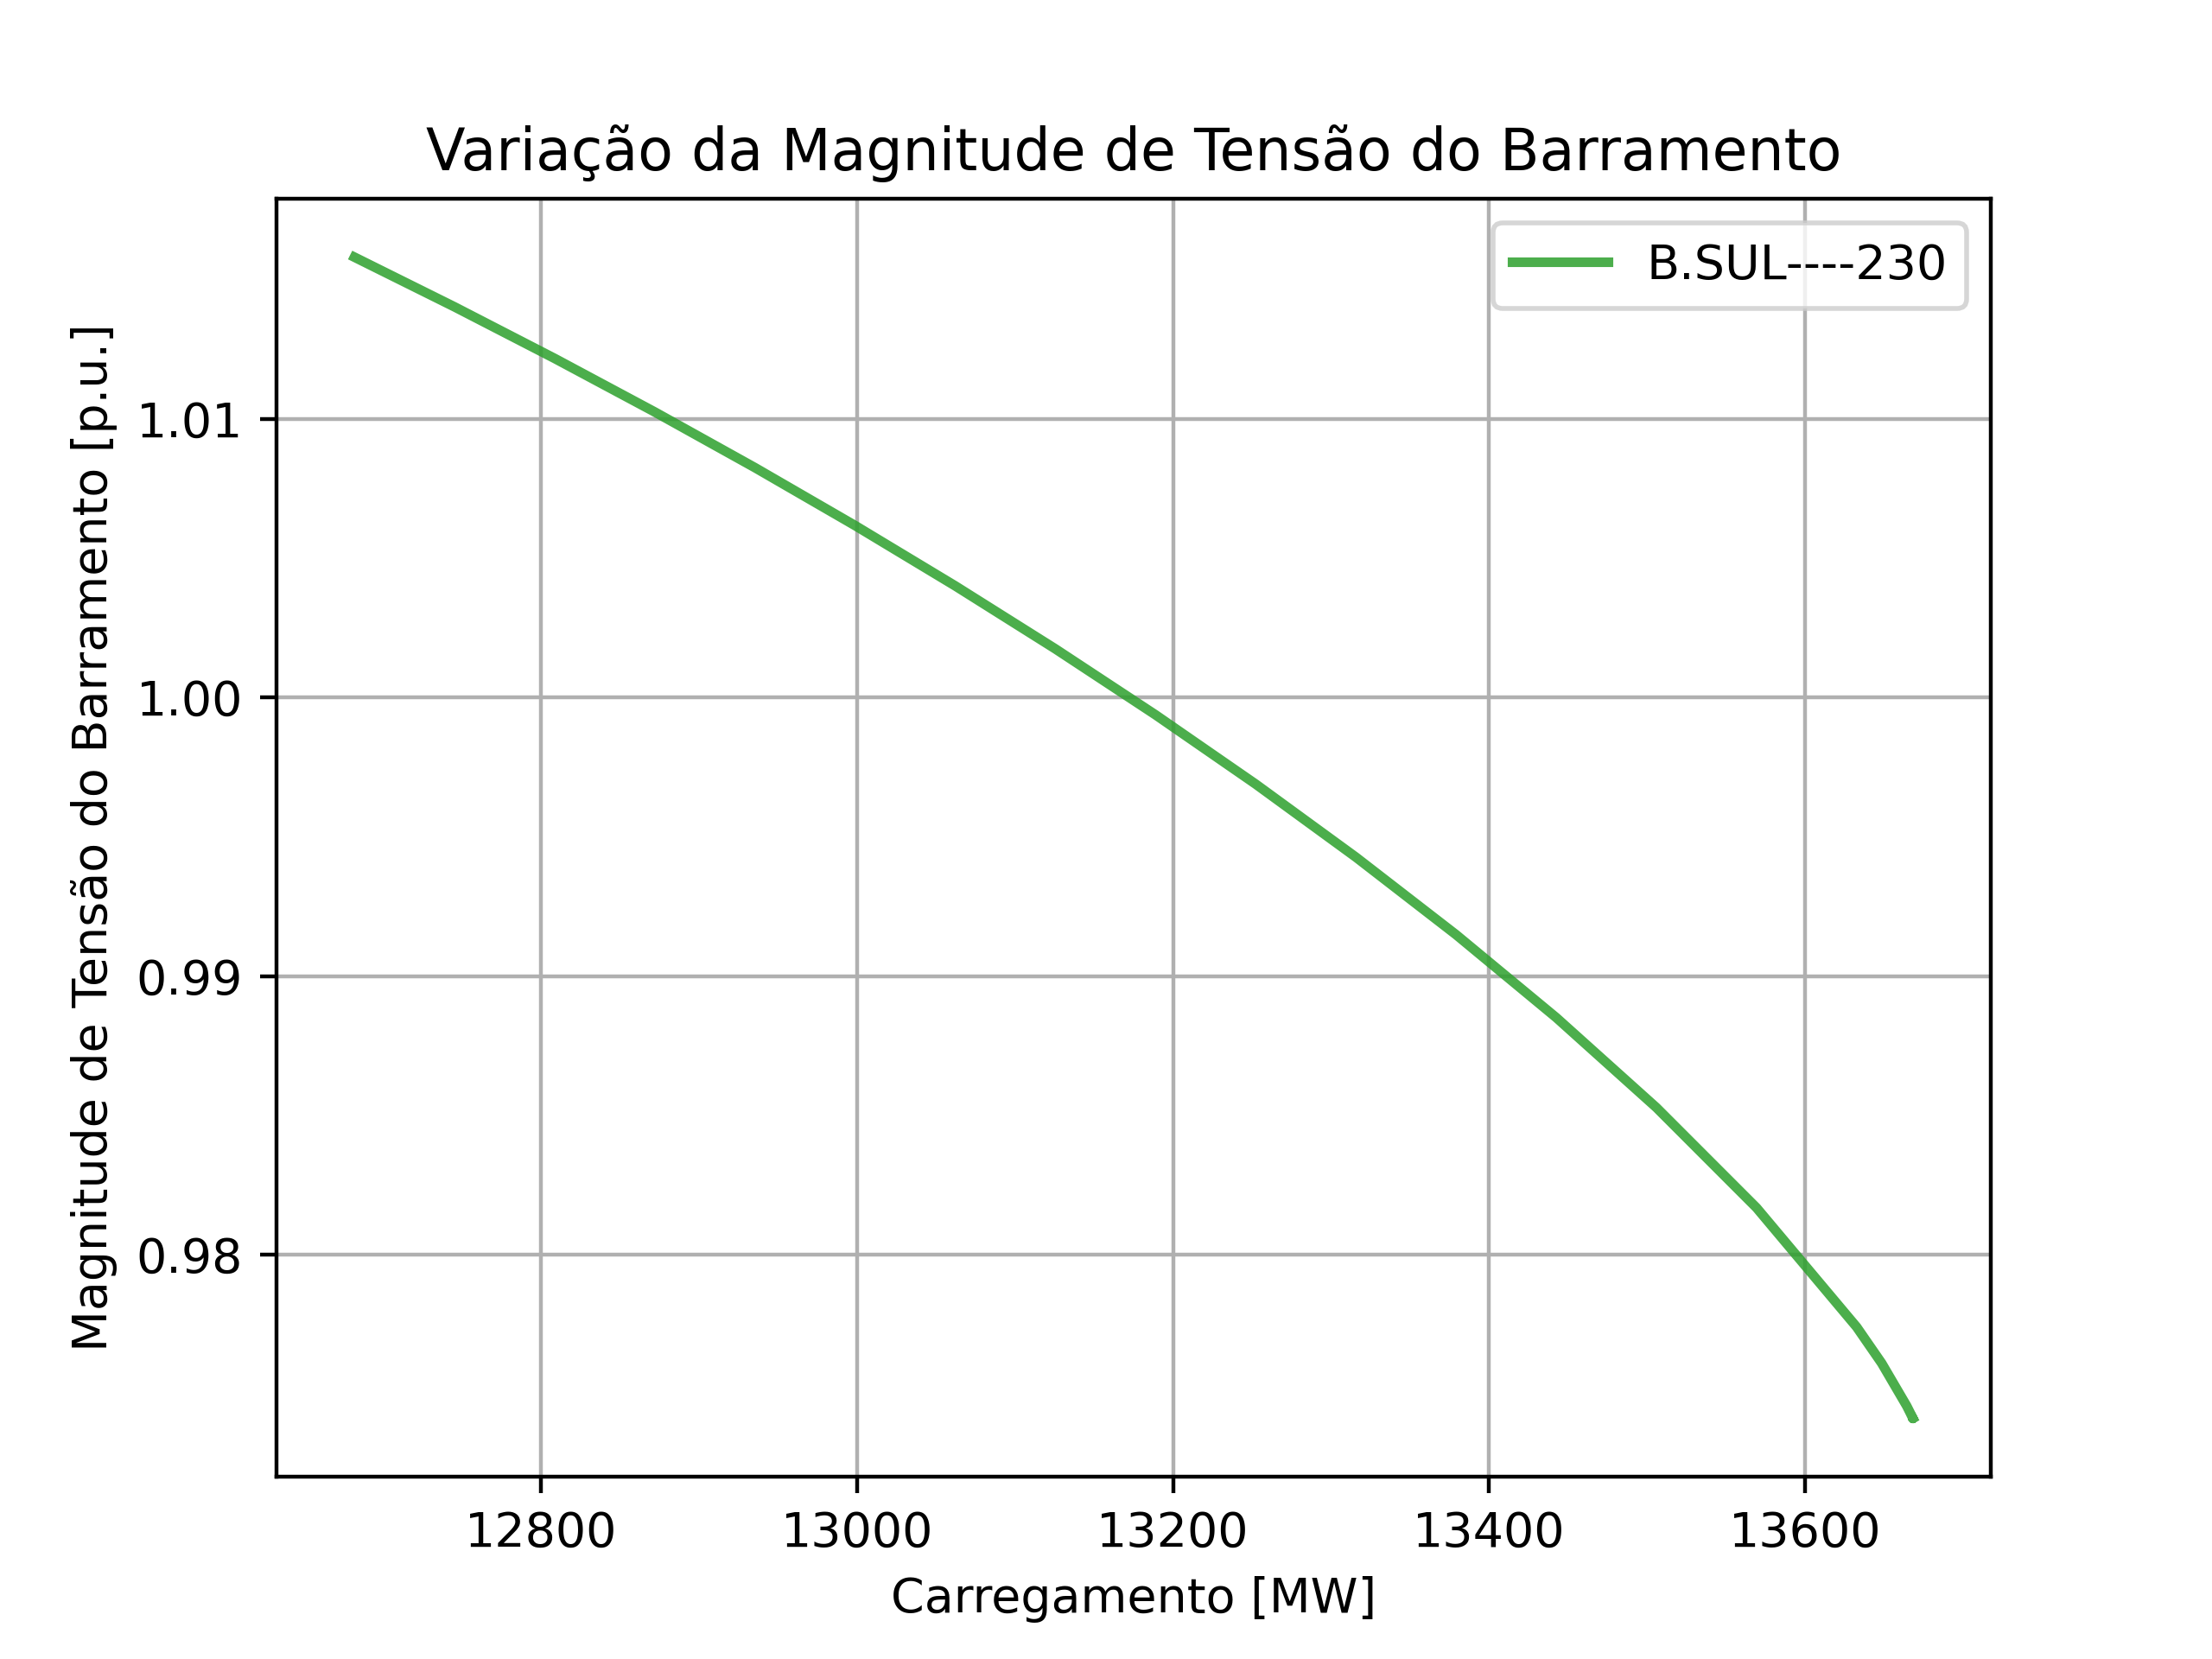 Variação da Magnitude de Tensão do Barramento
B.SUL----230
Magnitude de Tensão do Barramento [p.u.]
1.01
1.00
0.99
0.98
12800 13000 13200 13400 13600
Carregamento [MW]